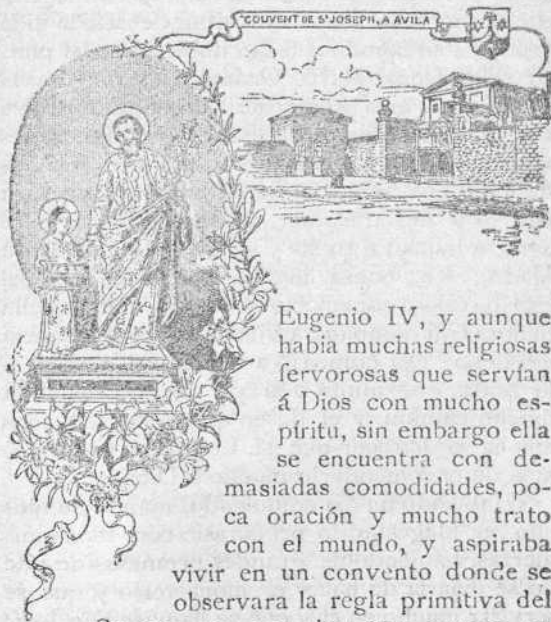 COUVENT DE S^T JOSEPH, A AVILA
Eugenio IV, y aunque
habia muchas religiosas
fervorosas que servían
á Dios con mucho es-
píritu, sin embargo ella
se encuentra con de-
masiadas comodidades, po-
ca oración y mucho trato
con el mundo, y aspiraba
vivir en un convento donde se
observara la regla primitiva del